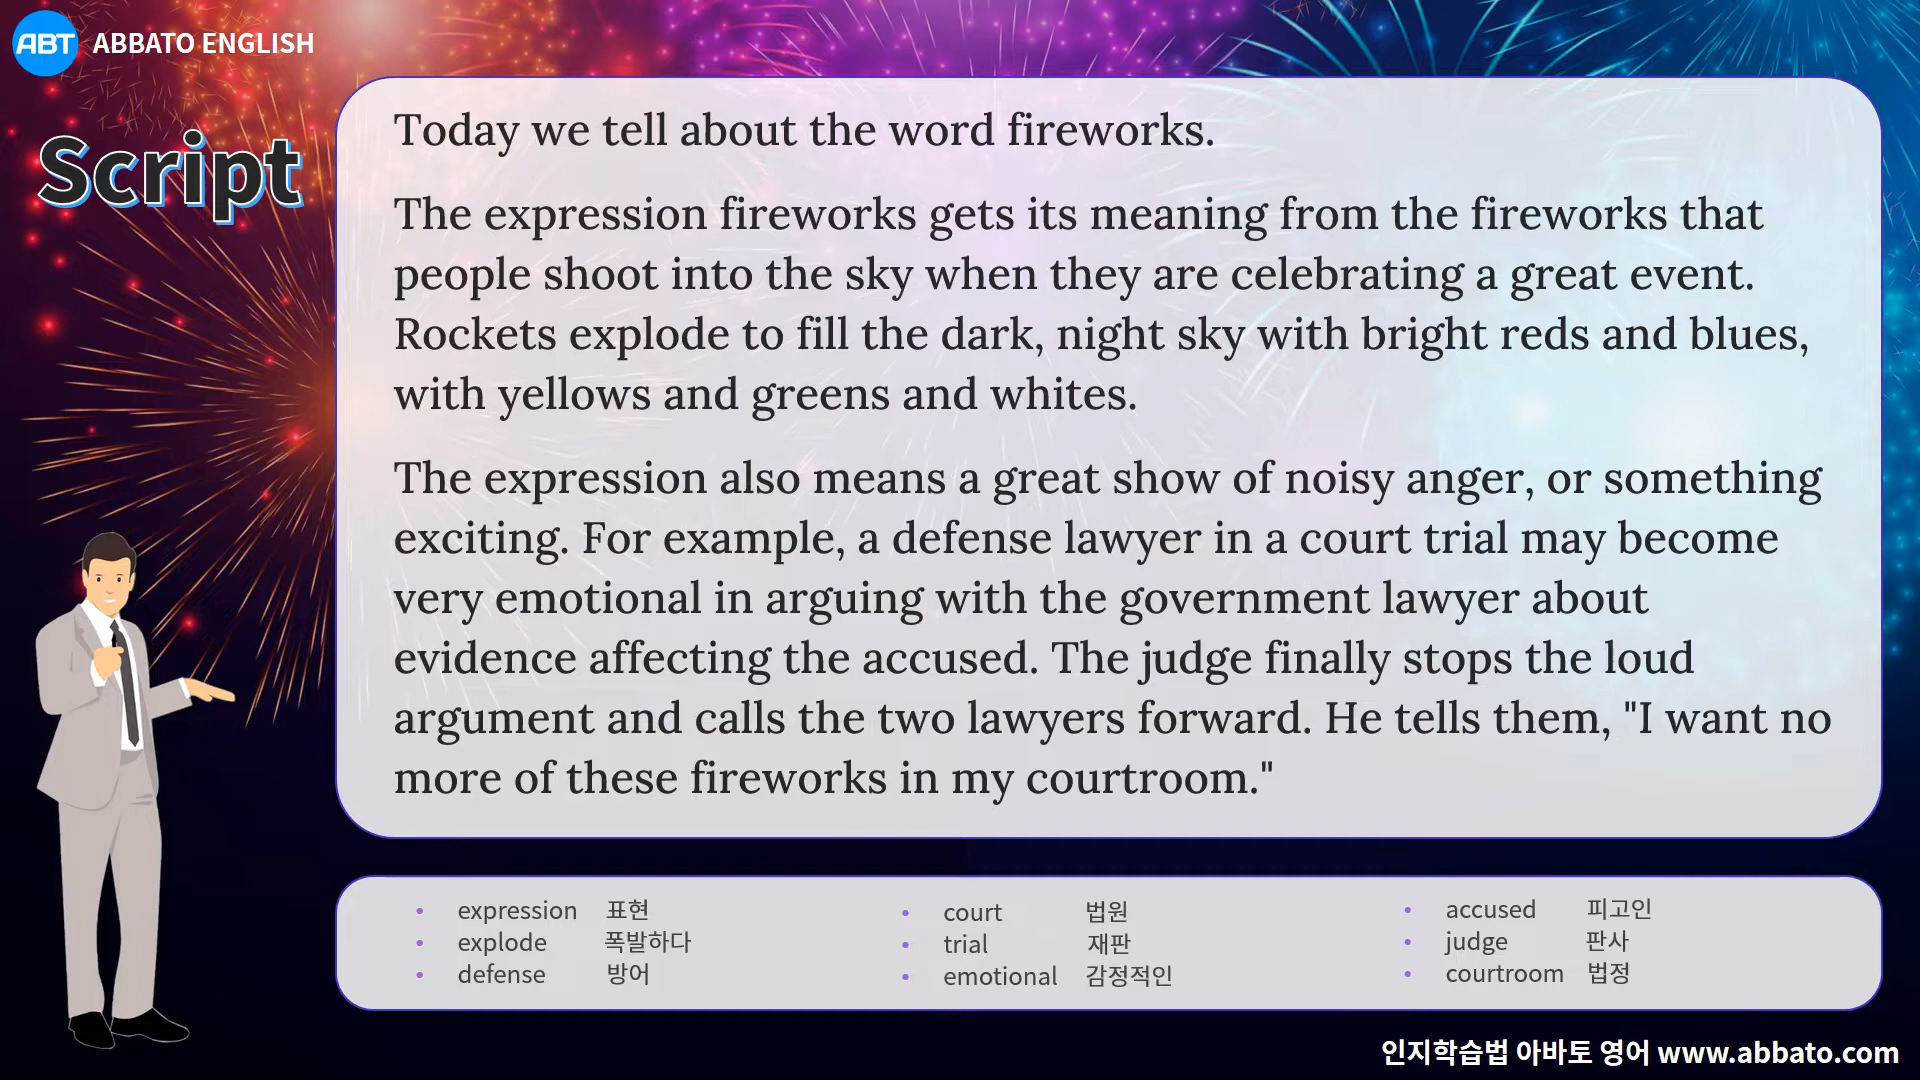 ABT ABBATO ENGLISH
Script
Today we tell about the word fireworks.
The expression fireworks gets its meaning from the fireworks that
people shoot into the sky when they are celebrating a great event.
Rockets explode to fill the dark, night sky with bright reds and blues,
with yellows and greens and whites.
The expression also means a great show of noisy anger, or something
exciting. For example, a defense lawyer in a court trial may become
very emotional in arguing with the government lawyer about
evidence affecting the accused. The judge finally stops the loud
argument and calls the two lawyers forward. He tells them, "I want no
more of these fireworks in my courtroom."
• expression 표현
• explode 폭발하다
• defense 방어
• court 법원
• trial 재판
• emotional 감정적인
• accused 피고인
• judge 판사
• courtroom 법정
인지학습법 아바토 영어 www.abbato.com